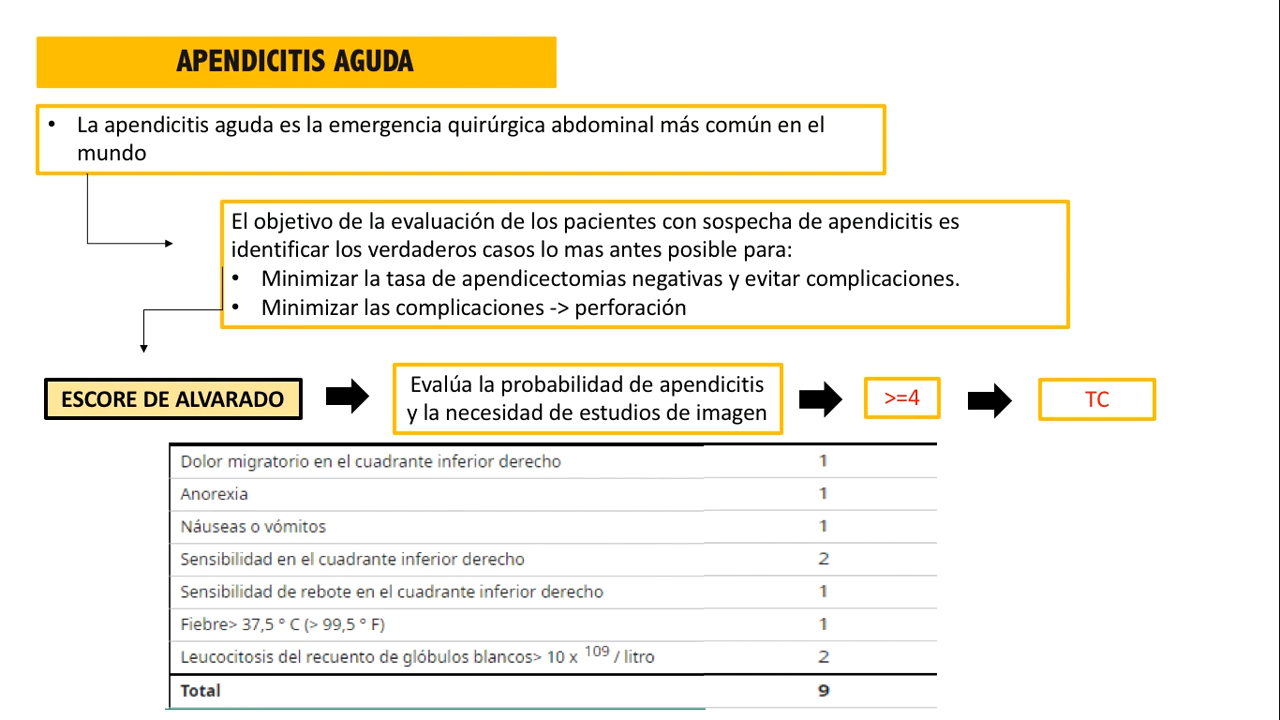 APENDICITIS AGUDA
• La apendicitis aguda es la emergencia quirúrgica abdominal más común en el
mundo
El objetivo de la evaluación de los pacientes con sospecha de apendicitis es
identificar los verdaderos casos lo mas antes posible para:
• Minimizar la tasa de apendicectomias negativas y evitar complicaciones.
• Minimizar las complicaciones -> perforación
ESCORE DE ALVARADO
Evalúa la probabilidad de apendicitis
y la necesidad de estudios de imagen
>=4
TC
Dolor migratorio en el cuadrante inferior derecho 1
Anorexia 1
Náuseas o vómitos 1
Sensibilidad en el cuadrante inferior derecho 2
Sensibilidad de rebote en el cuadrante inferior derecho 1
Fiebre> 37,5 ° C (> 99,5 ° F) 1
Leucocitosis del recuento de glóbulos blancos> 10 x 109 / litro 2
Total 9